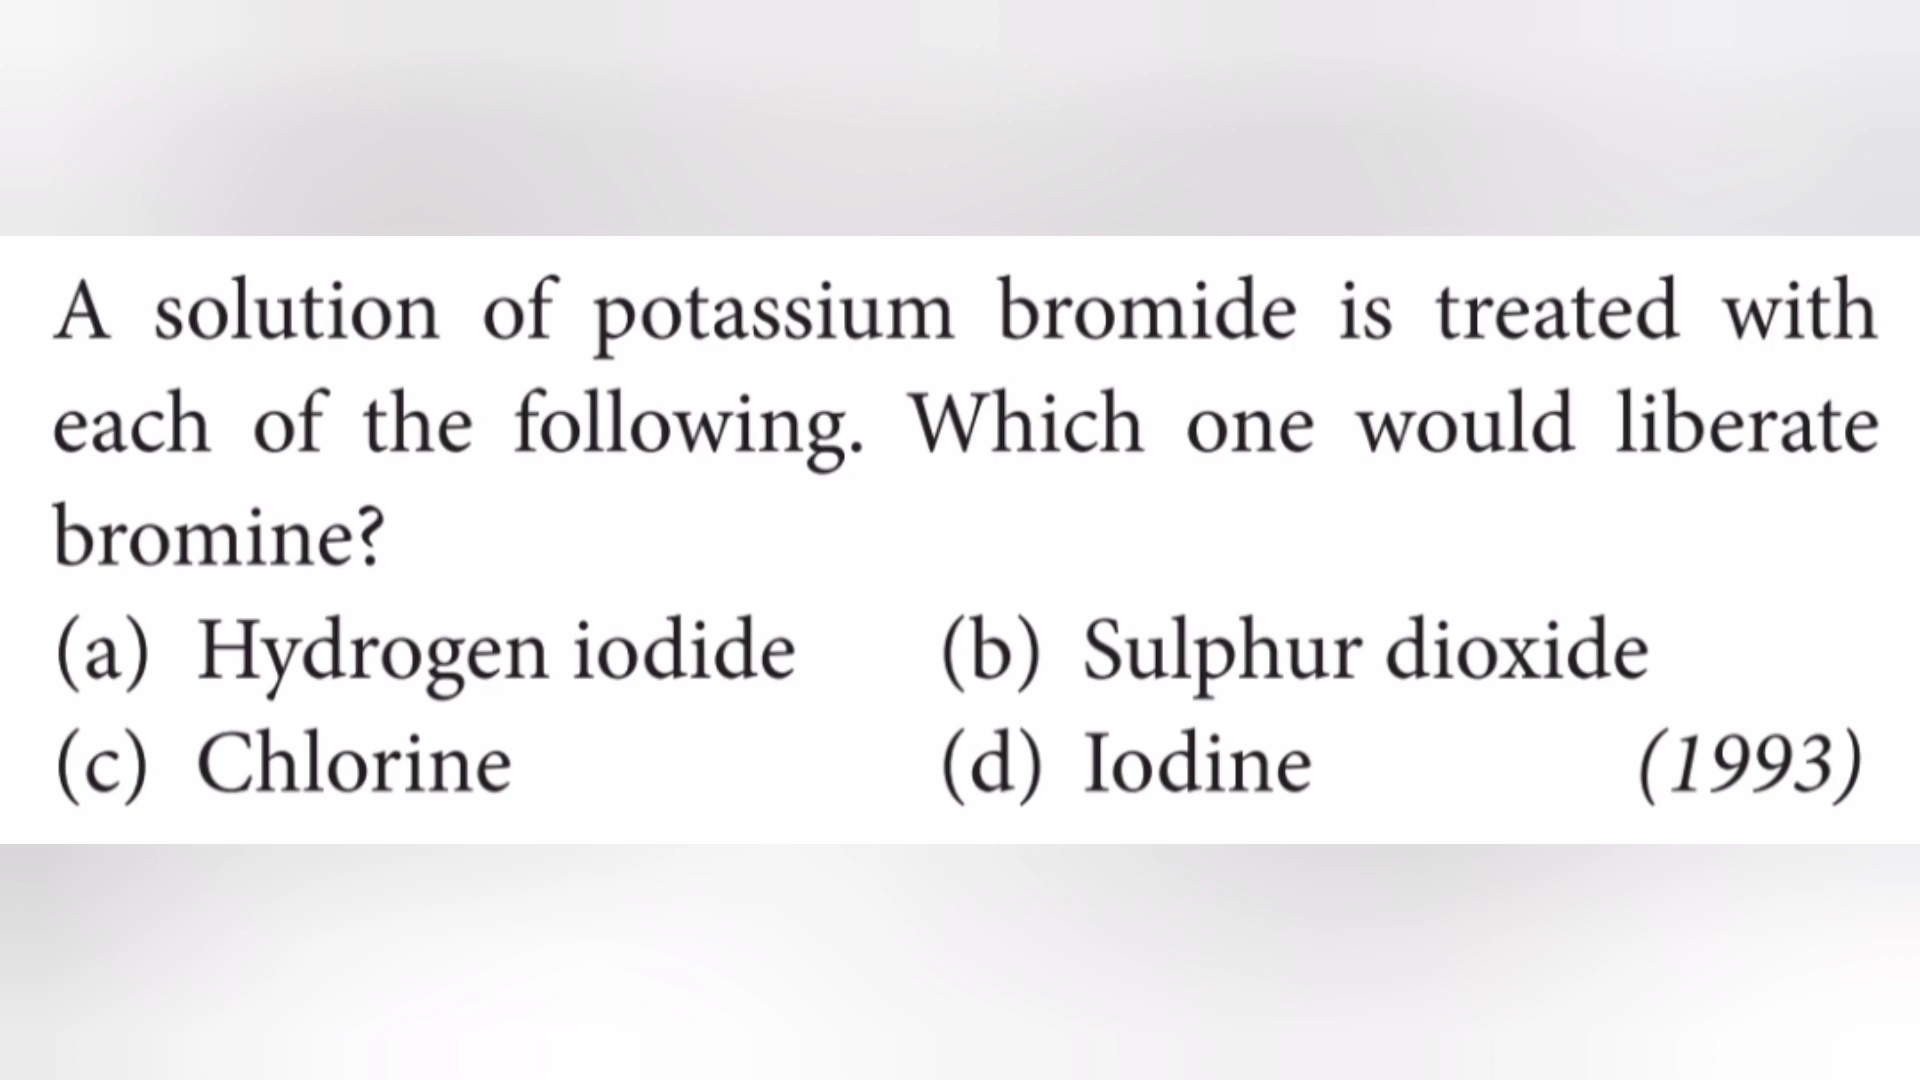 A solution of potassium bromide is treated with
each of the following. Which one would liberate
bromine?
(a) Hydrogen iodide (b) Sulphur dioxide
(c) Chlorine (d) Iodine (1993)